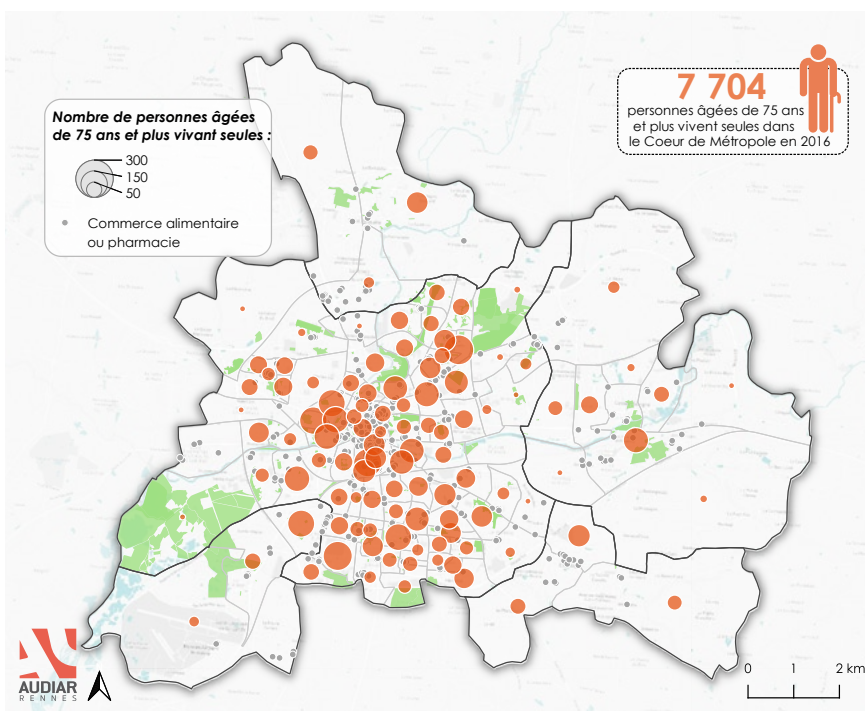 7 704
personnes âgées de 75 ans
et plus vivent seules dans
le Coeur de Métropole en 2016
Nombre de personnes âgées
de 75 ans et plus vivant seules :
300
150
50
Commerce alimentaire
ou pharmacie
AUDIAR
RENNES
0 1 2 km